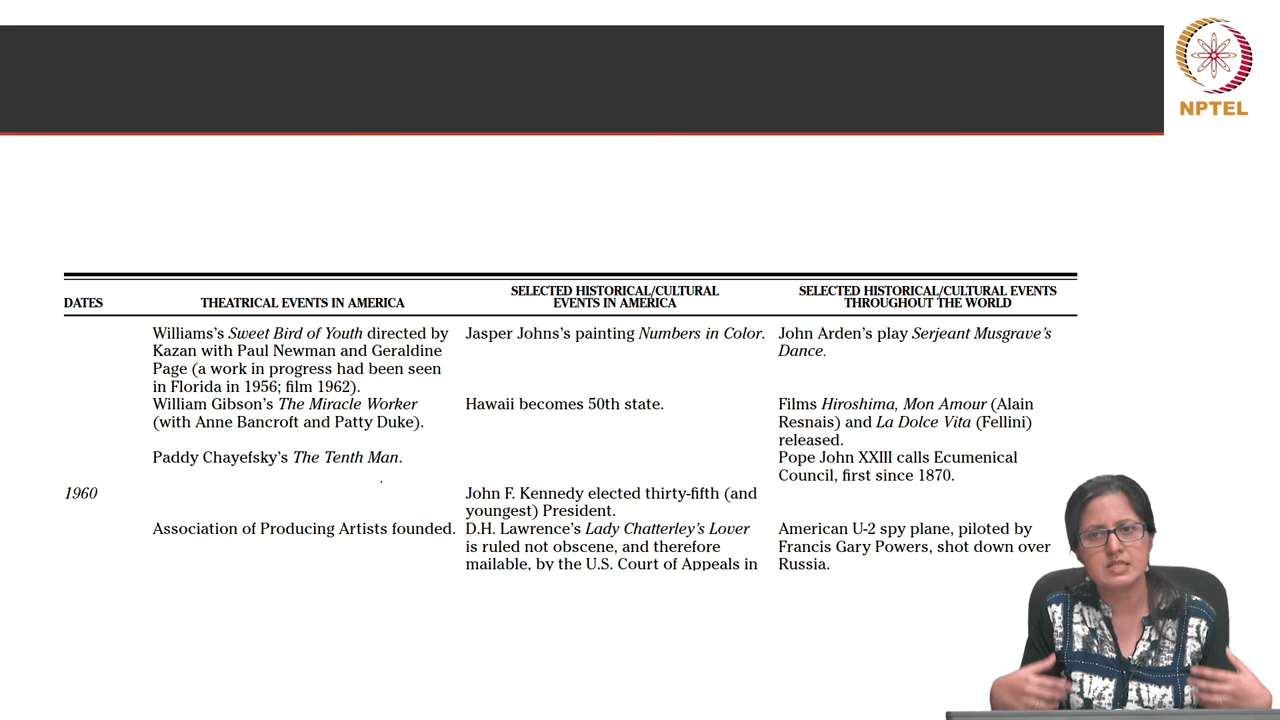 NPTEL
DATES
THEATRICAL EVENTS IN AMERICA
SELECTED HISTORICAL/CULTURAL
EVENTS IN AMERICA
SELECTED HISTORICAL/CULTURAL EVENTS
THROUGHOUT THE WORLD
Williams's Sweet Bird of Youth directed by
Kazan with Paul Newman and Geraldine
Page (a work in progress had been seen
in Florida in 1956; film 1962).
Jasper Johns's painting Numbers in Color.
John Arden's play Serjeant Musgrave's
Dance.
William Gibson's The Miracle Worker
(with Anne Bancroft and Patty Duke).
Hawaii becomes 50th state.
Films Hiroshima, Mon Amour (Alain
Resnais) and La Dolce Vita (Fellini)
released.
Paddy Chayefsky's The Tenth Man.
Pope John XXIII calls Ecumenical
Council, first since 1870.
1960
John F. Kennedy elected thirty-fifth (and
youngest) President.
Association of Producing Artists founded.
D.H. Lawrence's Lady Chatterley's Lover
is ruled not obscene, and therefore
mailable, by the U.S. Court of Appeals in
American U-2 spy plane, piloted by
Francis Gary Powers, shot down over
Russia.